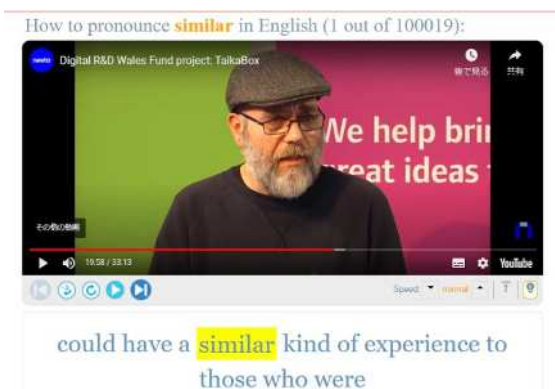 How to pronounce similar in English (1 out of 100019):
nesta
Digital R&D Wales Fund project: TaikaBox
後で見る
共有
We help bri
great ideas
その他の動画
19:58 / 33:13
YouTube
Speed: normal
could have a similar kind of experience to
those who were